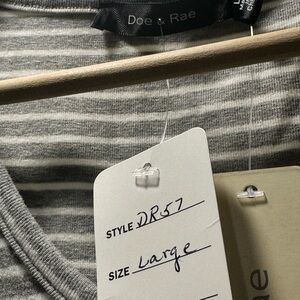 Doe & Rae
L
STYLE DR57
SIZE Large